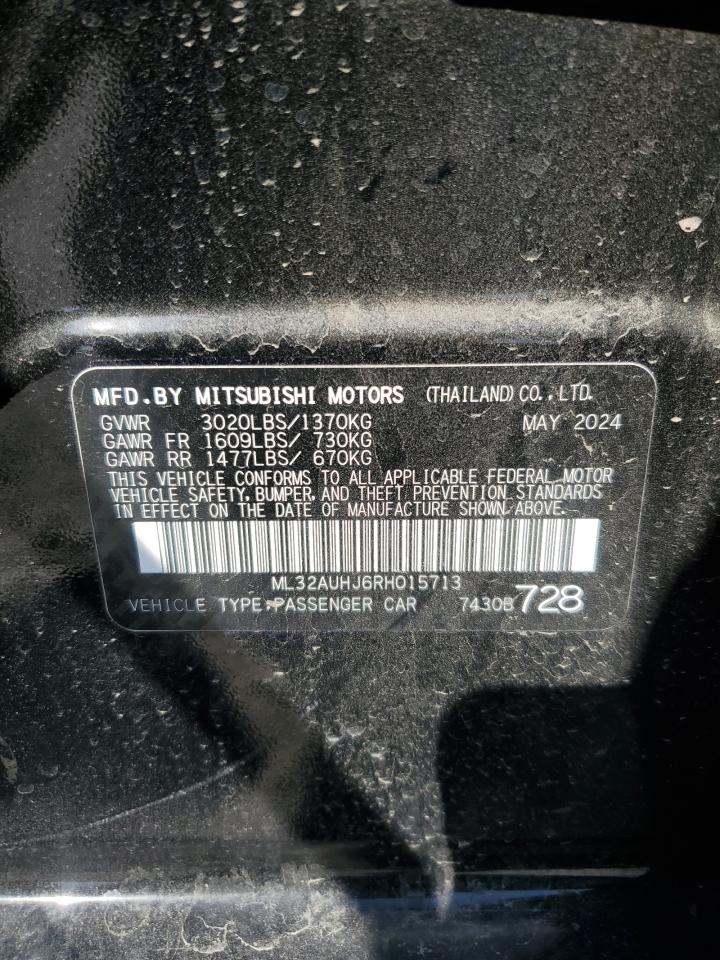 MFD.BY MITSUBISHI MOTORS (THAILAND)CO.,LTD.
GVWR 3020LBS/1370KG MAY 2024
GAWR FR 1609LBS/ 730KG
GAWR RR 1477LBS/ 670KG
THIS VEHICLE CONFORMS TO ALL APPLICABLE FEDERAL MOTOR
VEHICLE SAFETY, BUMPER, AND THEFT PREVENTION STANDARDS
IN EFFECT ON THE DATE OF MANUFACTURE SHOWN ABOVE.
ML32AUHJ6RH015713
VEHICLE TYPE:PASSENGER CAR 7430B 728